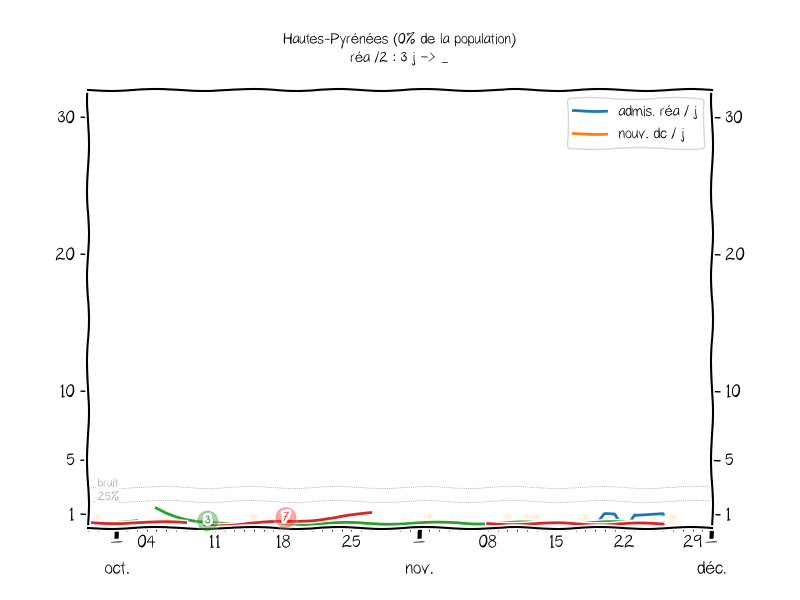 Hautes-Pyrénées (0% de la population)
réa /2 : 3 j -> _
admis. réa / j
nouv. dc / j
30
30
20
20
10
10
5
5
bruit
25%
1
1
3
7
04
11
18
25
08
15
22
29
oct.
nov.
déc.